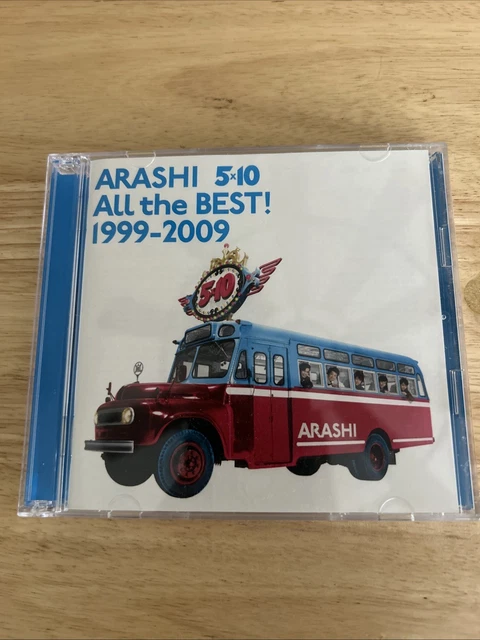 ARASHI 5×10
All the BEST!
1999-2009
5×10
ARASHI